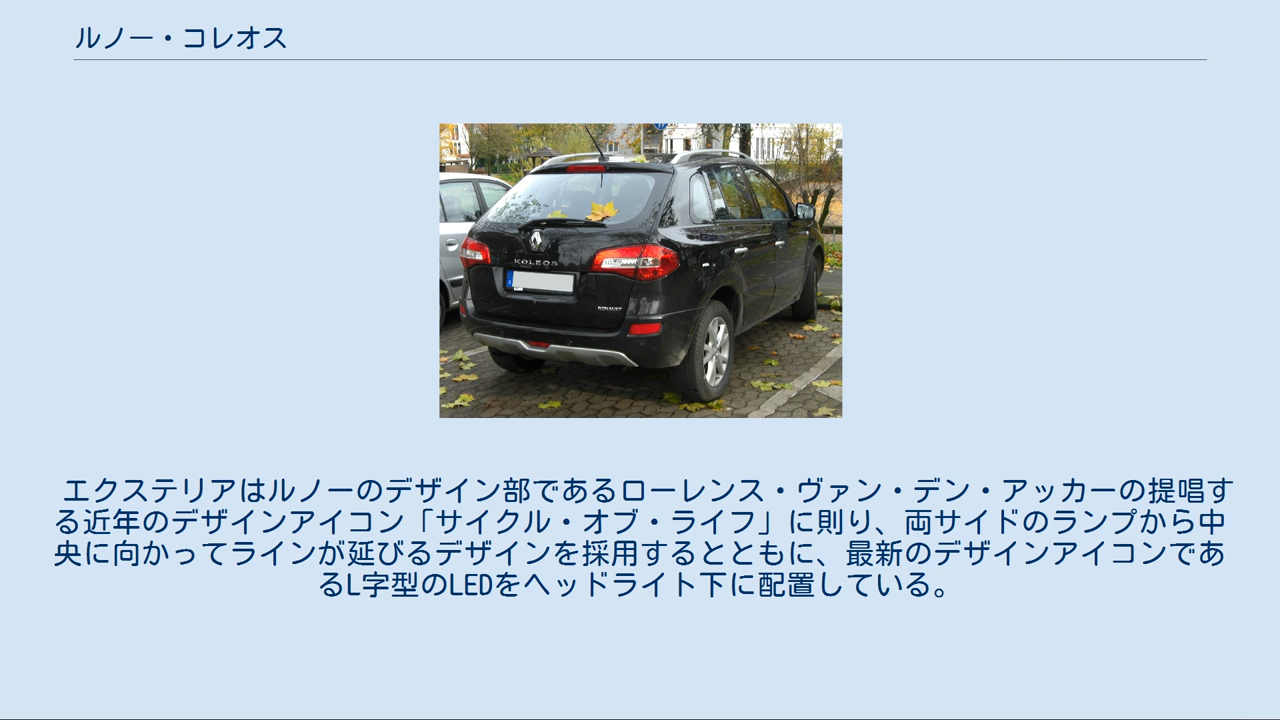 ルノー・コレオス
KOLEOS
RENAULT
エクステリアはルノーのデザイン部であるローレンス・ヴァン・デン・アッカーの提唱す
る近年のデザインアイコン「サイクル・オブ・ライフ」に則り、両サイドのランプから中
央に向かってラインが延びるデザインを採用するとともに、最新のデザインアイコンであ
るL字型のLEDをヘッドライト下に配置している。